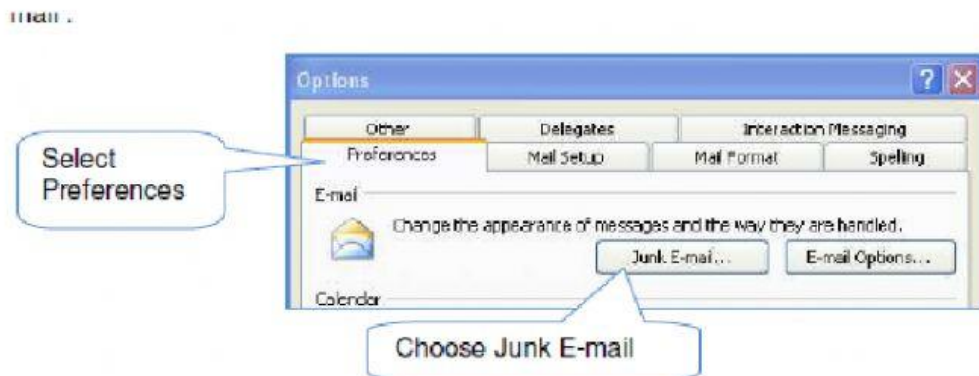 mail .
Options
Other Delegates Interaction Messaging
Select
Preferences
Preferences Mail Setup Mail Format Spelling
E-mail
Change the appearance of messages and the way they are handled.
Junk E-mail... E-mail Options...
Calendar
Choose Junk E-mail